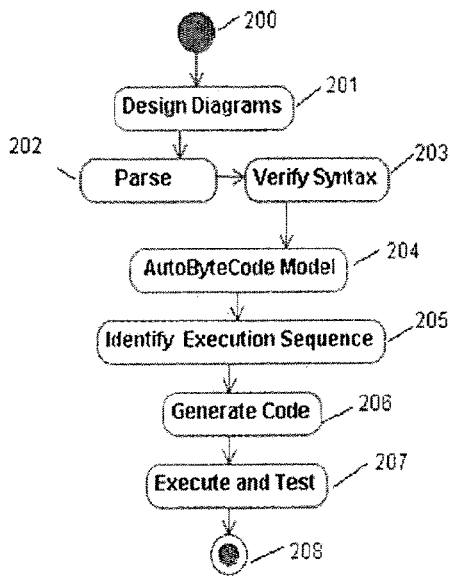 200
Design Diagrams 201
202 Parse Verify Syntax 203
AutoByteCode Model 204
Identify Execution Sequence 205
Generate Code 206
Execute and Test 207
208